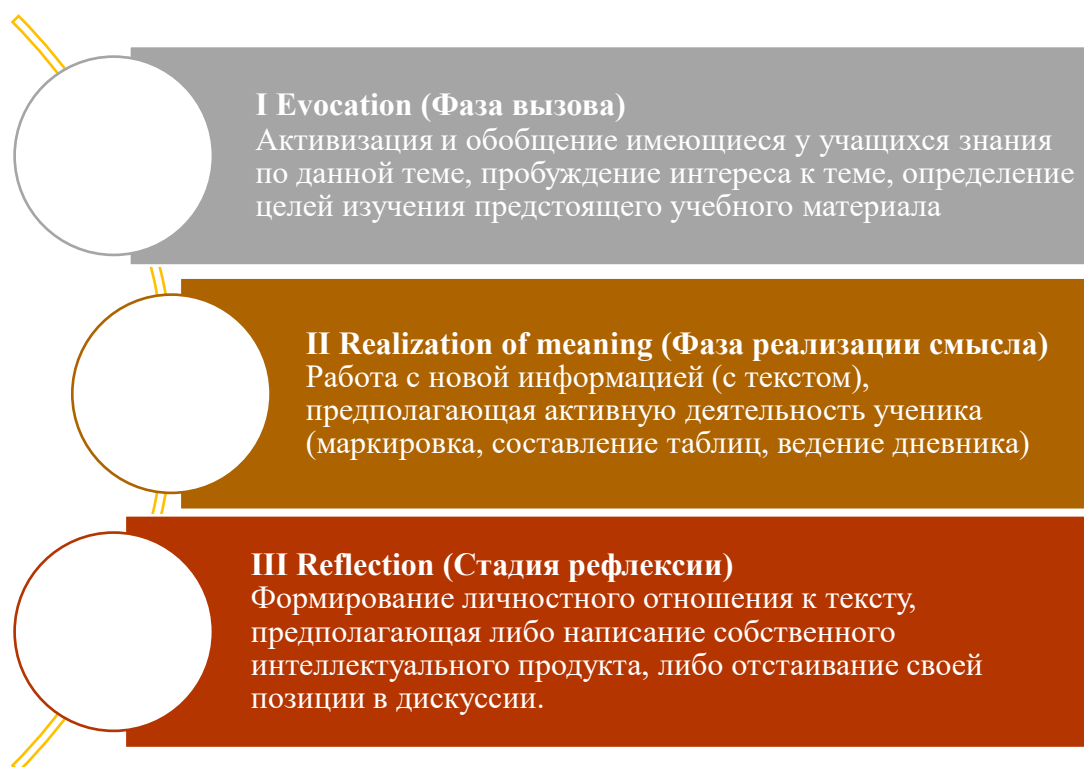 I Evocation (Фаза вызова)
Активизация и обобщение имеющиеся у учащихся знания
по данной теме, пробуждение интереса к теме, определение
целей изучения предстоящего учебного материала
II Realization of meaning (Фаза реализации смысла)
Работа с новой информацией (с текстом),
предполагающая активную деятельность ученика
(маркировка, составление таблиц, ведение дневника)
III Reflection (Стадия рефлексии)
Формирование личностного отношения к тексту,
предполагающая либо написание собственного
интеллектуального продукта, либо отстаивание своей
позиции в дискуссии.